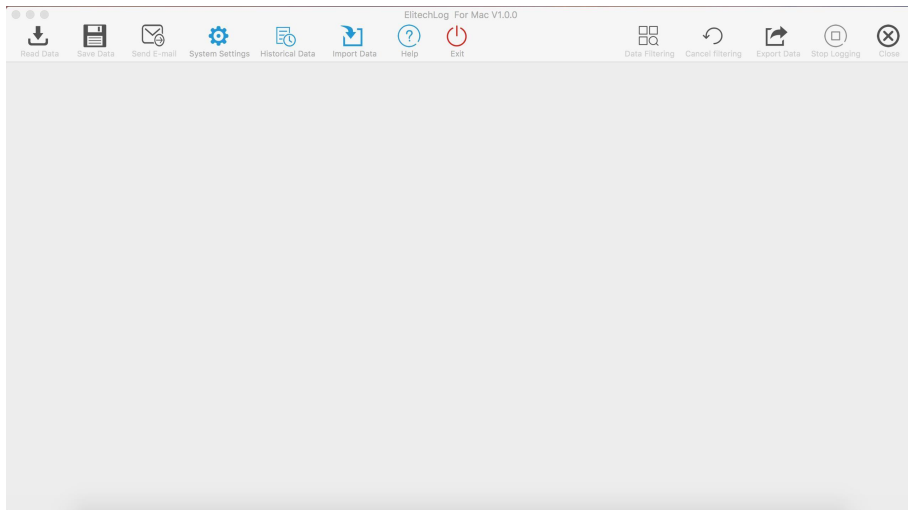 ElitechLog For Mac V1.0.0
Read Data Save Data Send E-mail System Settings Historical Data Import Data Help Exit Data Filtering Cancel filtering Export Data Stop Logging Close